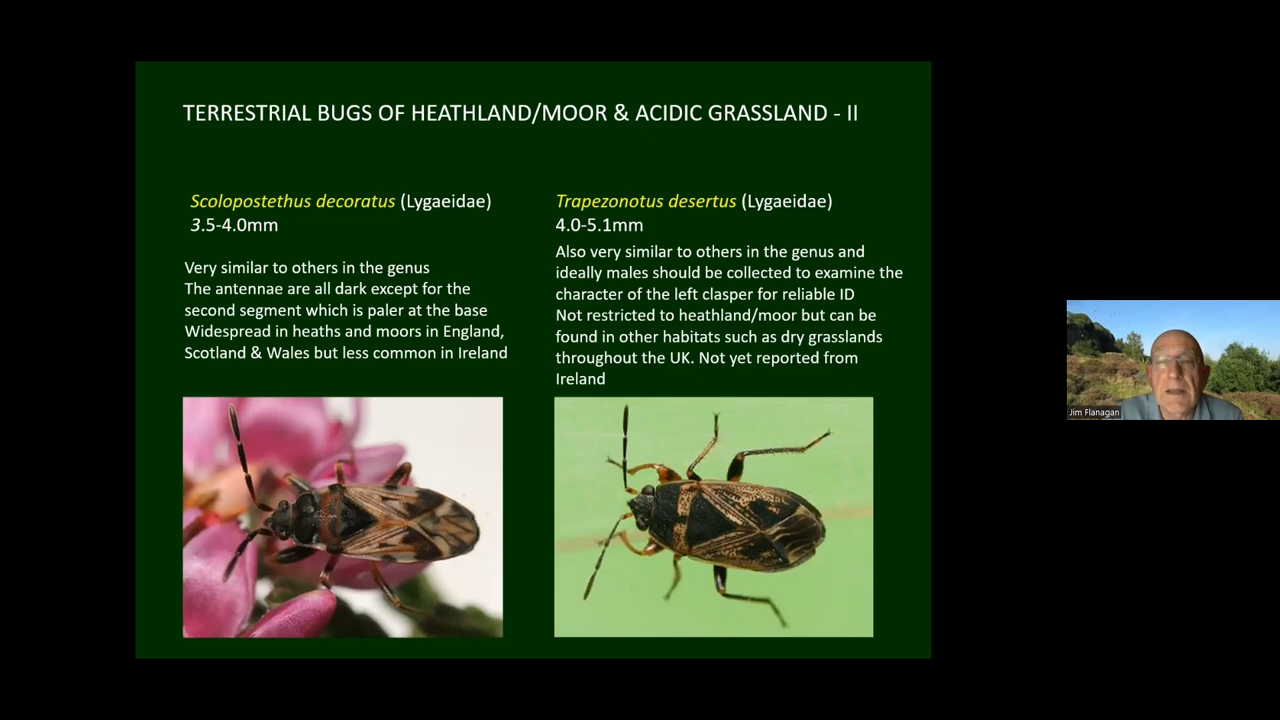 TERRESTRIAL BUGS OF HEATHLAND/MOOR & ACIDIC GRASSLAND - II
Scolopostethus decoratus (Lygaeidae)
3.5-4.0mm
Very similar to others in the genus
The antennae are all dark except for the
second segment which is paler at the base
Widespread in heaths and moors in England,
Scotland & Wales but less common in Ireland
Trapezonotus desertus (Lygaeidae)
4.0-5.1mm
Also very similar to others in the genus and
ideally males should be collected to examine the
character of the left clasper for reliable ID
Not restricted to heathland/moor but can be
found in other habitats such as dry grasslands
throughout the UK. Not yet reported from
Ireland
Jim Flanagan